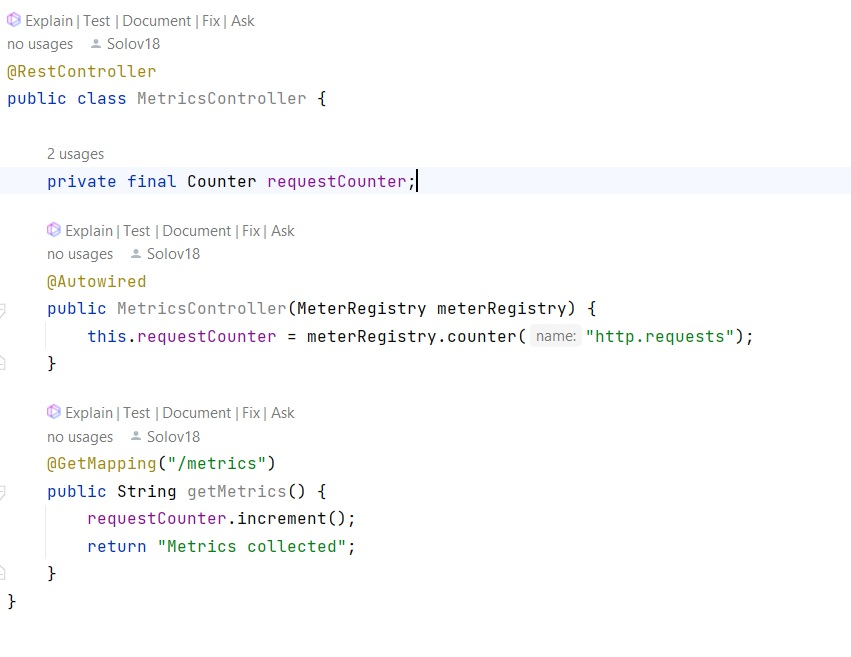 Explain | Test | Document | Fix | Ask
no usages Solov18
@RestController
public class MetricsController {
2 usages
private final Counter requestCounter;
Explain | Test | Document | Fix | Ask
no usages Solov18
@Autowired
public MetricsController(MeterRegistry meterRegistry) {
this.requestCounter = meterRegistry.counter( name: "http.requests");
}
Explain | Test | Document | Fix | Ask
no usages Solov18
@GetMapping("/metrics")
public String getMetrics() {
requestCounter.increment();
return "Metrics collected";
}
}